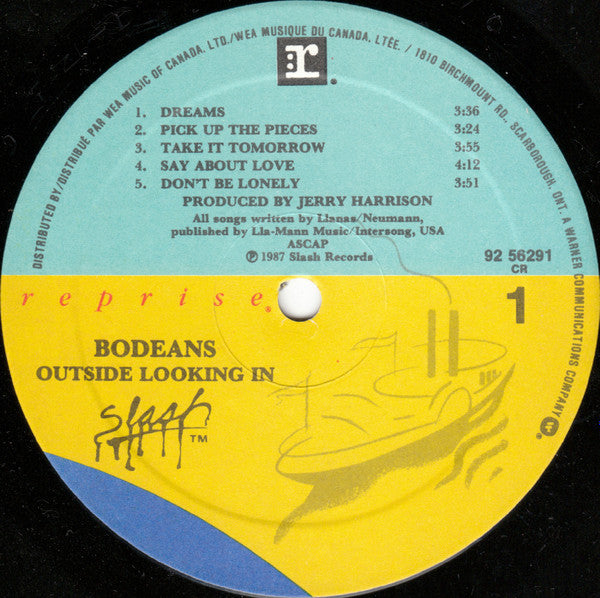 DISTRIBUTED BY/DISTRIBUÉ PAR WEA MUSIC OF CANADA, LTD./WEA MUSIQUE DU CANADA, LTÉE. / 1810 BIRCHMOUNT RD., SCARBOROUGH, ONT. A WARNER COMMUNICATIONS COMPANY
r®
1. DREAMS 3:36
2. PICK UP THE PIECES 3:24
3. TAKE IT TOMORROW 3:55
4. SAY ABOUT LOVE 4:12
5. DON'T BE LONELY 3:51
PRODUCED BY JERRY HARRISON
All songs written by Llanas/Neumann,
published by Lla-Mann Music/Intersong, USA
ASCAP
℗ 1987 Slash Records
92 56291
CR
reprise®
1
BODEANS
OUTSIDE LOOKING IN
Slash ™